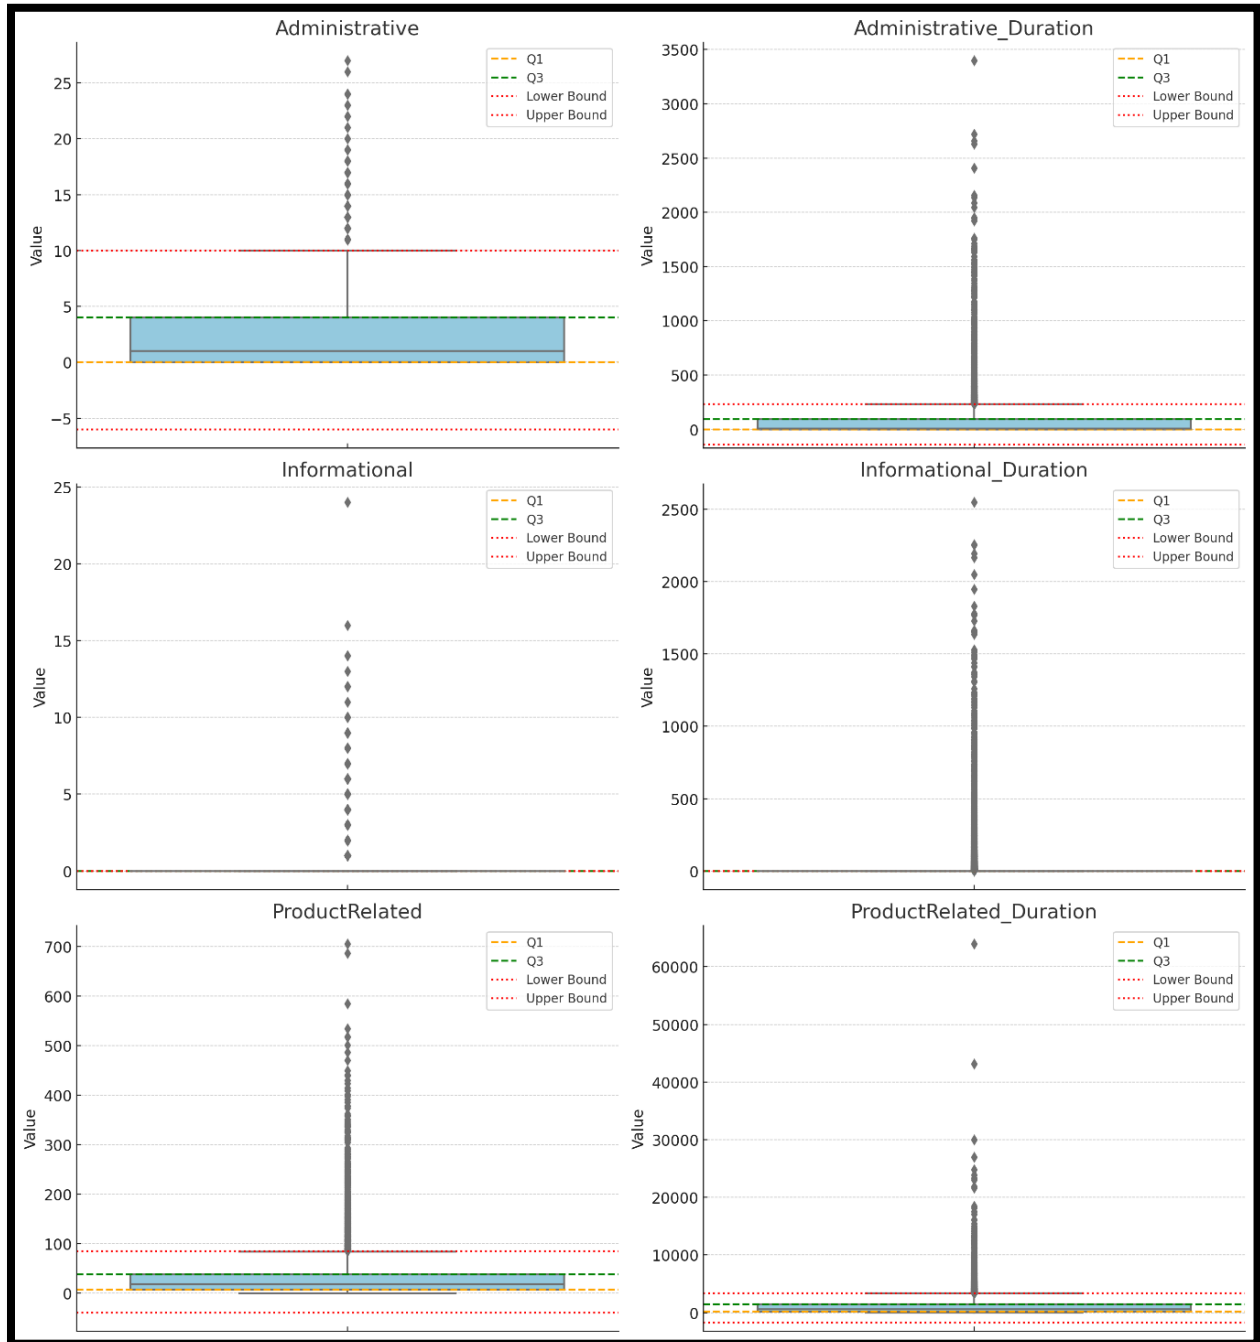 Administrative
Value
25
20
15
10
5
0
−5
Q1
Q3
Lower Bound
Upper Bound
Administrative_Duration
Value
3500
3000
2500
2000
1500
1000
500
0
Q1
Q3
Lower Bound
Upper Bound
Informational
Value
25
20
15
10
5
0
Q1
Q3
Lower Bound
Upper Bound
Informational_Duration
Value
2500
2000
1500
1000
500
0
Q1
Q3
Lower Bound
Upper Bound
ProductRelated
Value
700
600
500
400
300
200
100
0
Q1
Q3
Lower Bound
Upper Bound
ProductRelated_Duration
Value
60000
50000
40000
30000
20000
10000
0
Q1
Q3
Lower Bound
Upper Bound